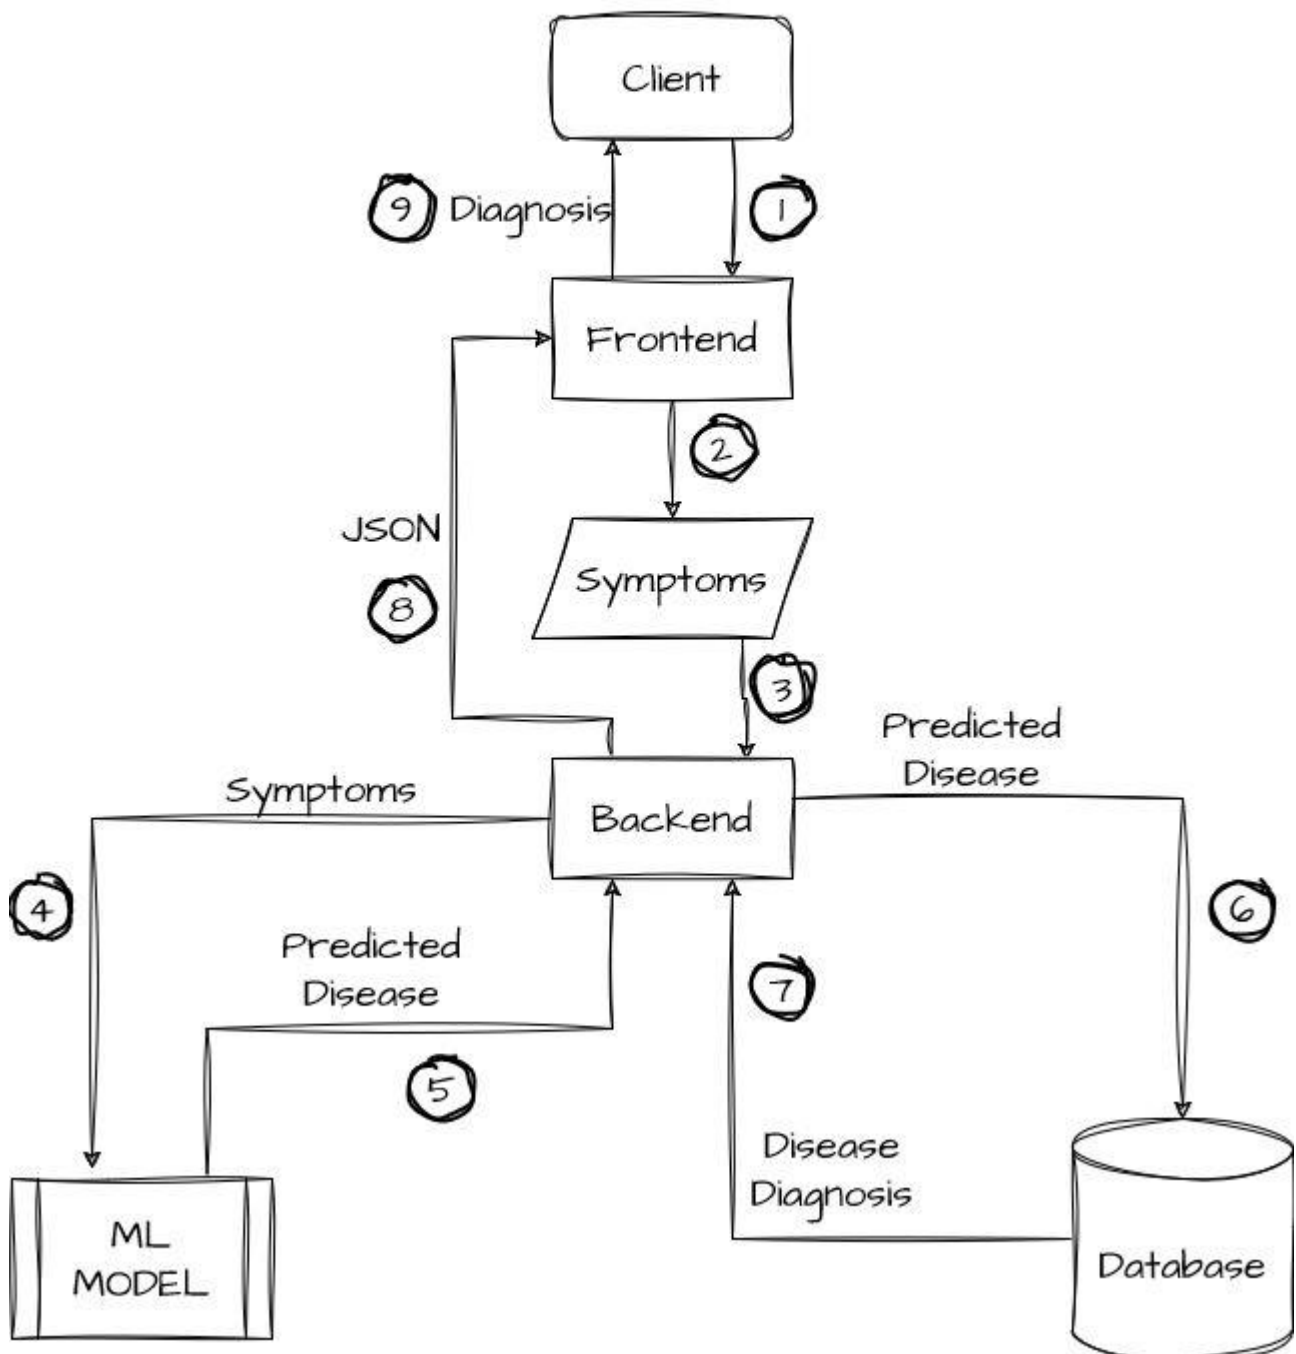 Client
9 Diagnosis
1
Frontend
2
JSON
Symptoms
8
3
Predicted
Disease
Symptoms
Backend
4
6
Predicted
Disease
7
5
Disease
Diagnosis
ML
MODEL
Database